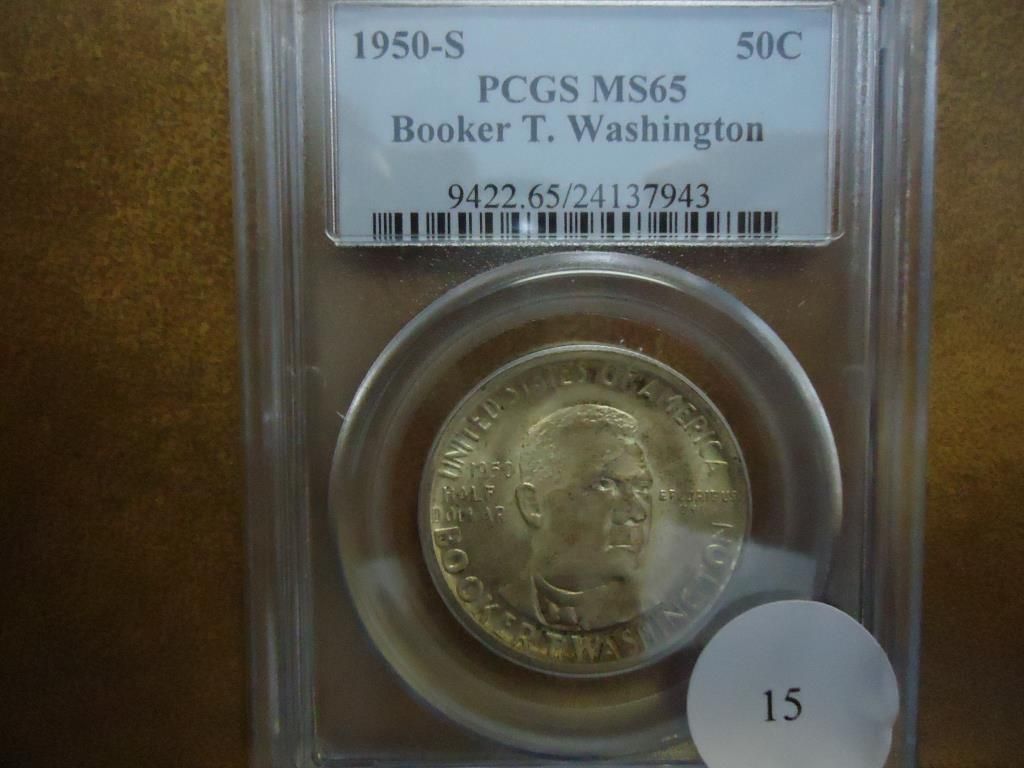 1950-S 50C
PCGS MS65
Booker T. Washington
9422.65/24137943
UNITED STATES OF AMERICA
1950
HALF
DOLLAR
E PLURIBUS
BOOKER T. WASHINGTON
15